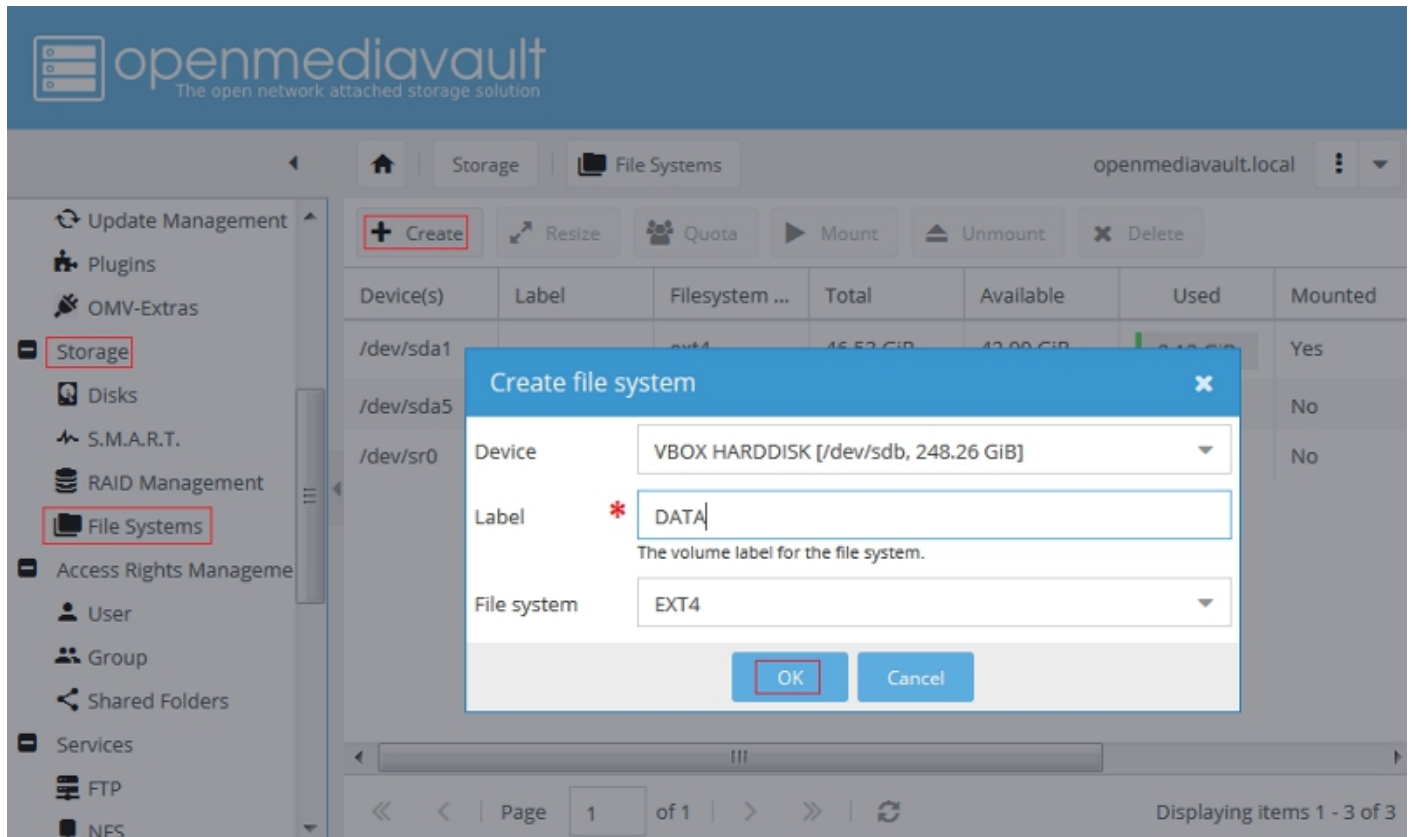 openmediavault
The open network attached storage solution
Storage
File Systems
openmediavault.local
Update Management
Plugins
OMV-Extras
Storage
Disks
S.M.A.R.T.
RAID Management
File Systems
Access Rights Manageme
User
Group
Shared Folders
Services
FTP
NFS
Create
Resize
Quota
Mount
Unmount
Delete
Device(s) Label Filesystem ... Total Available Used Mounted
/dev/sda1 ext4 46.53 GiB Yes
/dev/sda5 No
/dev/sr0 No
Create file system
Device VBOX HARDDISK [/dev/sdb, 248.26 GiB]
Label * DATA
The volume label for the file system.
File system EXT4
OK Cancel
Page 1 of 1
Displaying items 1 - 3 of 3